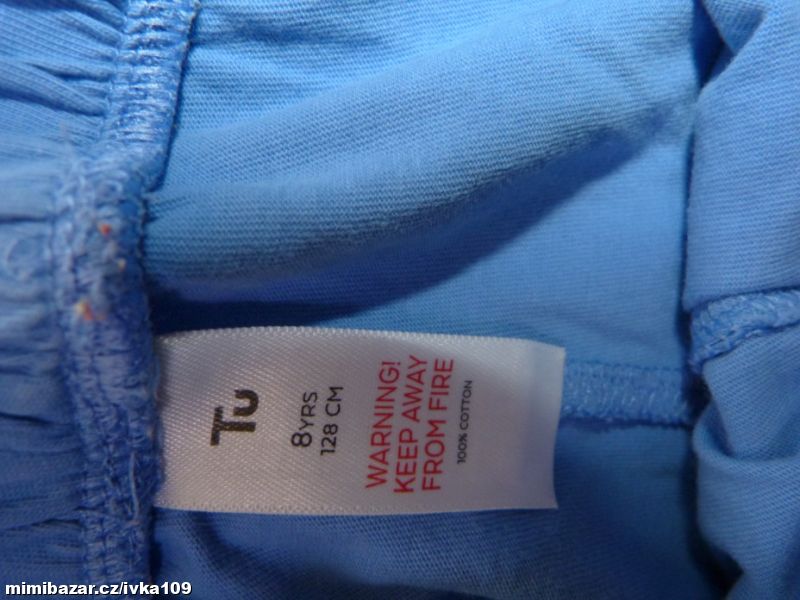 Tu
8YRS
128 CM
WARNING!
KEEP AWAY
FROM FIRE
100% COTTON
mimibazar.cz/ivka109